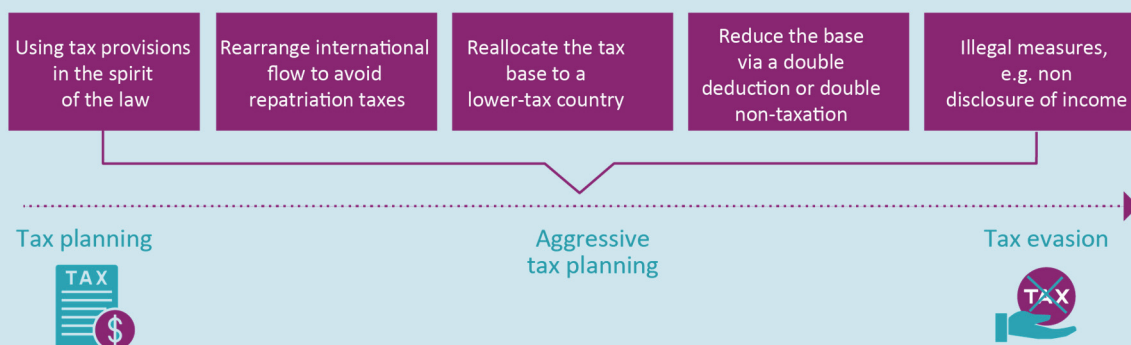 Using tax provisions
in the spirit
of the law
Rearrange international
flow to avoid
repatriation taxes
Reallocate the tax
base to a
lower-tax country
Reduce the base
via a double
deduction or double
non-taxation
Illegal measures,
e.g. non
disclosure of income
Tax planning
Aggressive
tax planning
Tax evasion
TAX
$
TAX